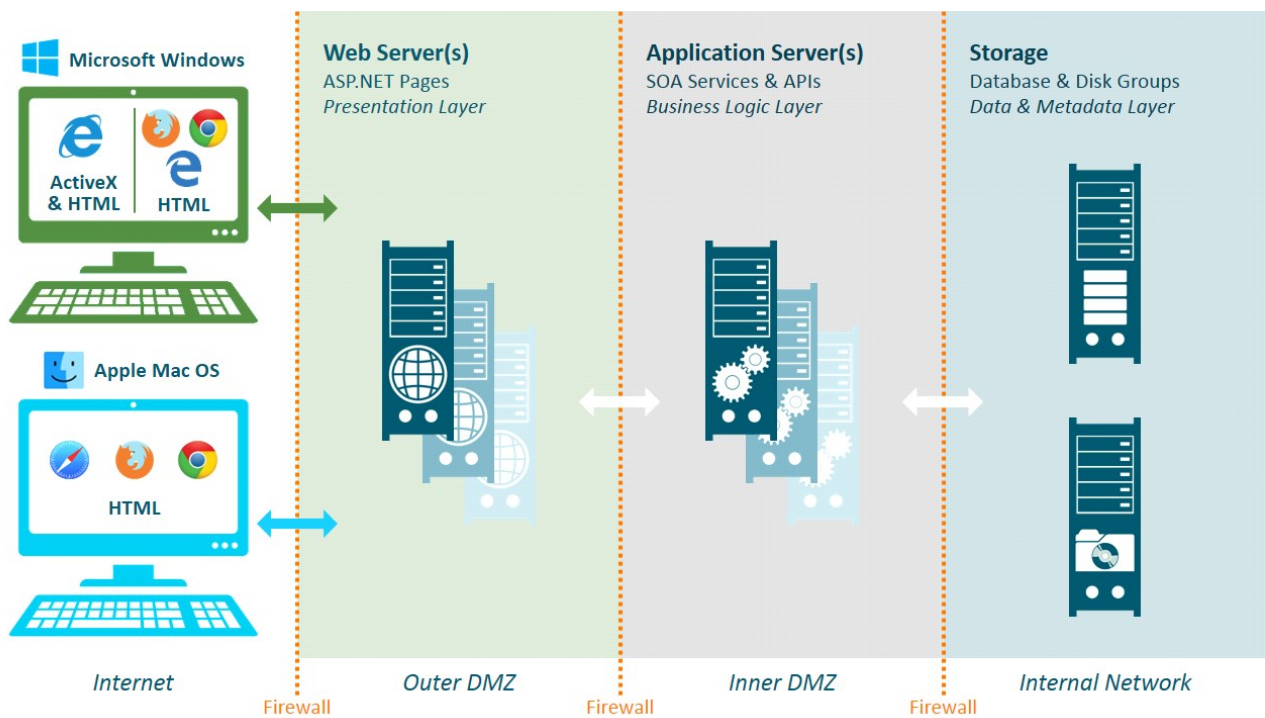 Microsoft Windows
ActiveX
& HTML
HTML
Apple Mac OS
HTML
Web Server(s)
ASP.NET Pages
Presentation Layer
Application Server(s)
SOA Services & APIs
Business Logic Layer
Storage
Database & Disk Groups
Data & Metadata Layer
Internet
Outer DMZ
Inner DMZ
Internal Network
Firewall
Firewall
Firewall